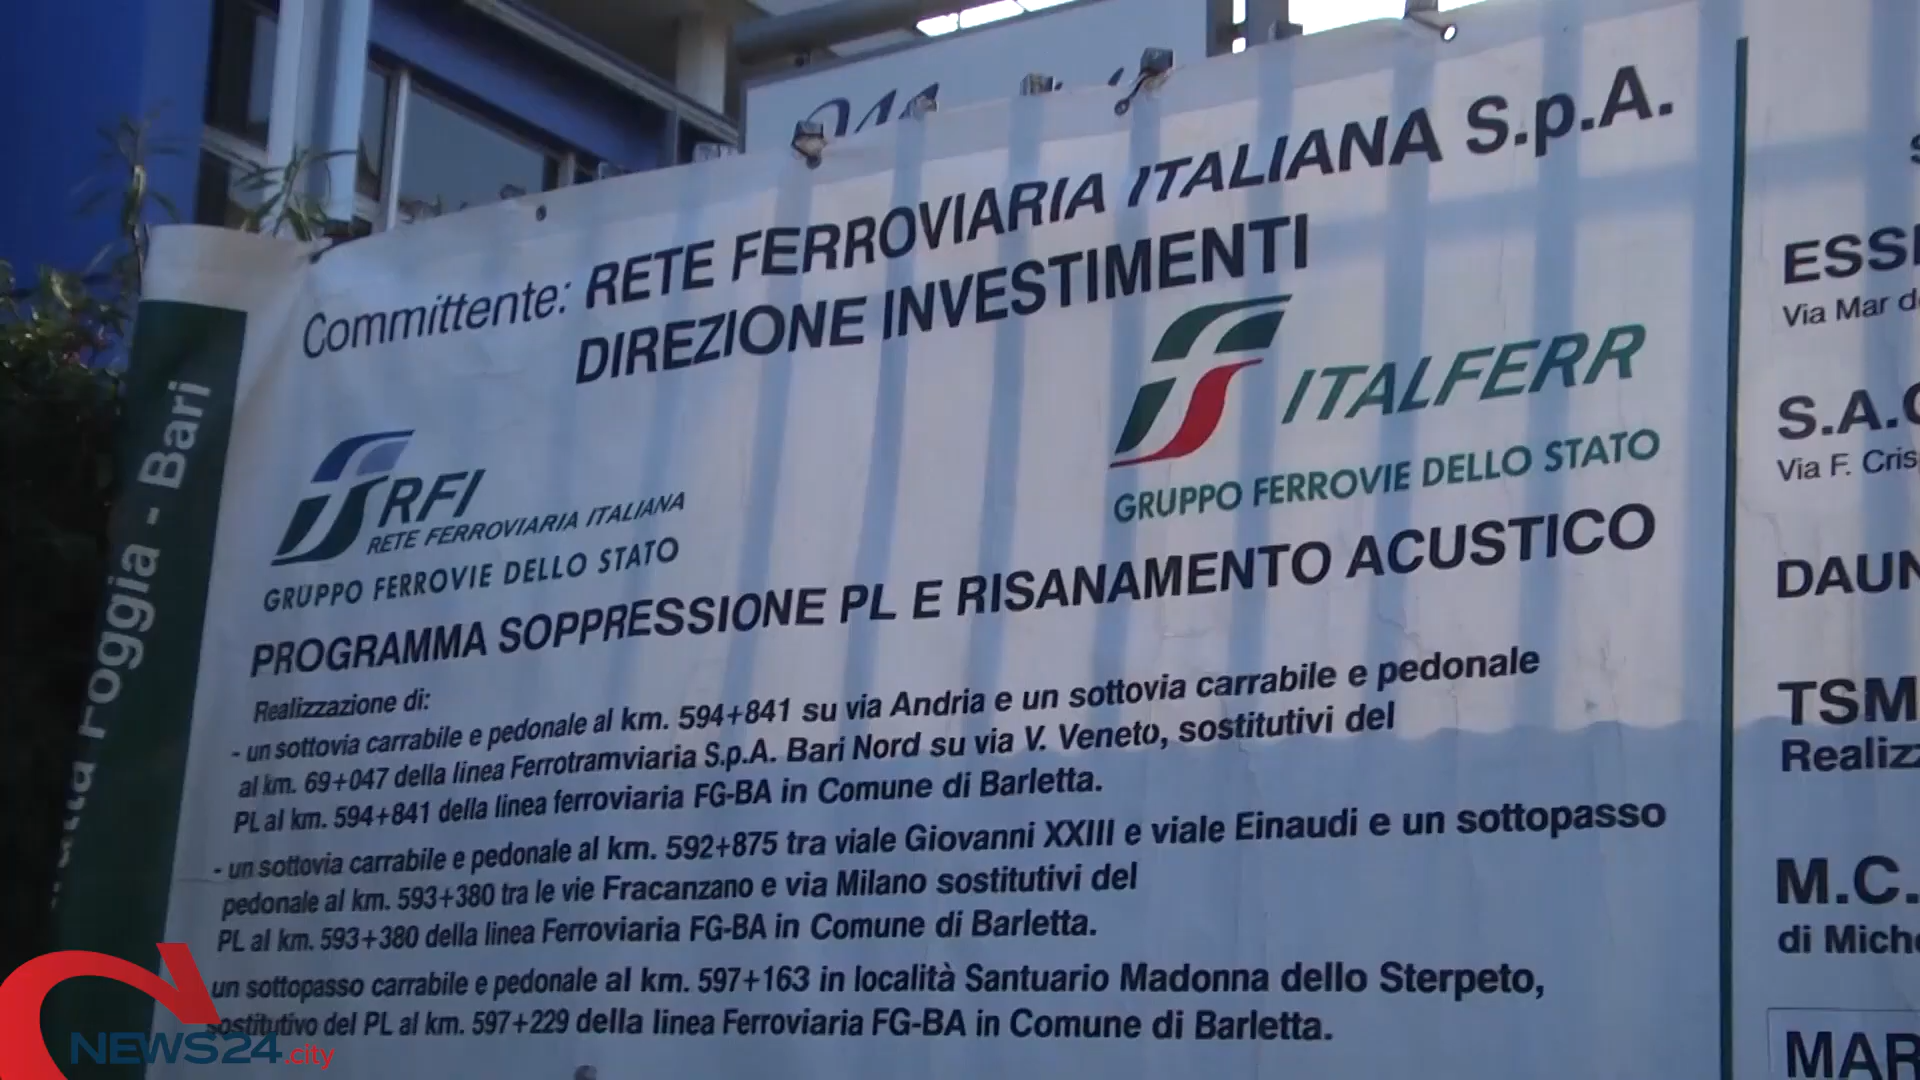 Committente: RETE FERROVIARIA ITALIANA S.p.A.
DIREZIONE INVESTIMENTI
RFI
RETE FERROVIARIA ITALIANA
GRUPPO FERROVIE DELLO STATO
ITALFERR
GRUPPO FERROVIE DELLO STATO
PROGRAMMA SOPPRESSIONE PL E RISANAMENTO ACUSTICO
Realizzazione di:
- un sottovia carrabile e pedonale al km. 594+841 su via Andria e un sottovia carrabile e pedonale
al km. 69+047 della linea Ferrotramviaria S.p.A. Bari Nord su via V. Veneto, sostitutivi del
PL al km. 594+841 della linea ferroviaria FG-BA in Comune di Barletta.
- un sottovia carrabile e pedonale al km. 592+875 tra viale Giovanni XXIII e viale Einaudi e un sottopasso
pedonale al km. 593+380 tra le vie Fracanzano e via Milano sostitutivi del
PL al km. 593+380 della linea Ferroviaria FG-BA in Comune di Barletta.
un sottopasso carrabile e pedonale al km. 597+163 in località Santuario Madonna dello Sterpeto,
sostitutivo del PL al km. 597+229 della linea Ferroviaria FG-BA in Comune di Barletta.
Foggia - Bari
ESSE
Via Mar d
S.A.
Via F. Cris
DAUN
TSM
Realizz
M.C.
di Miche
MAR
NEWS24.city